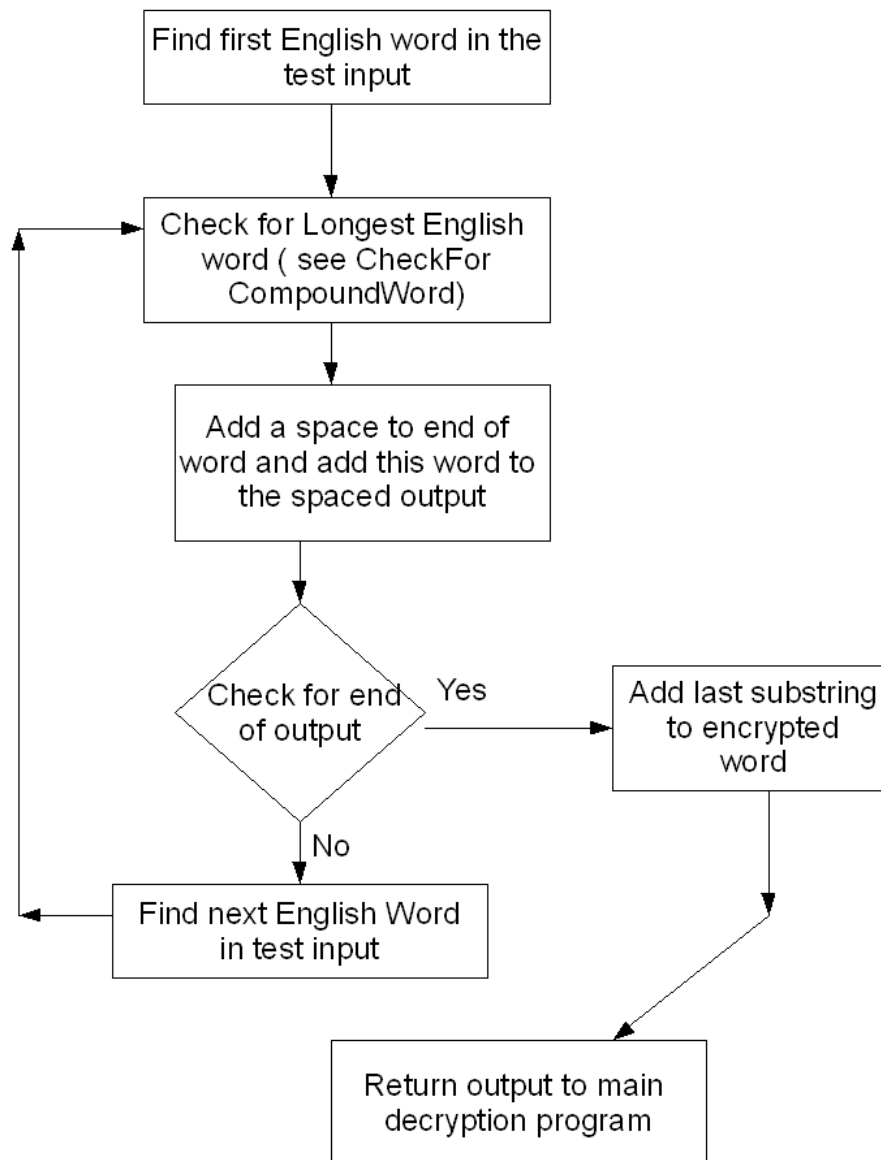 Find first English word in the
test input
Check for Longest English
word ( see CheckFor
CompoundWord)
Add a space to end of
word and add this word to
the spaced output
Check for end
of output
Yes
Add last substring
to encrypted
word
No
Find next English Word
in test input
Return output to main
decryption program